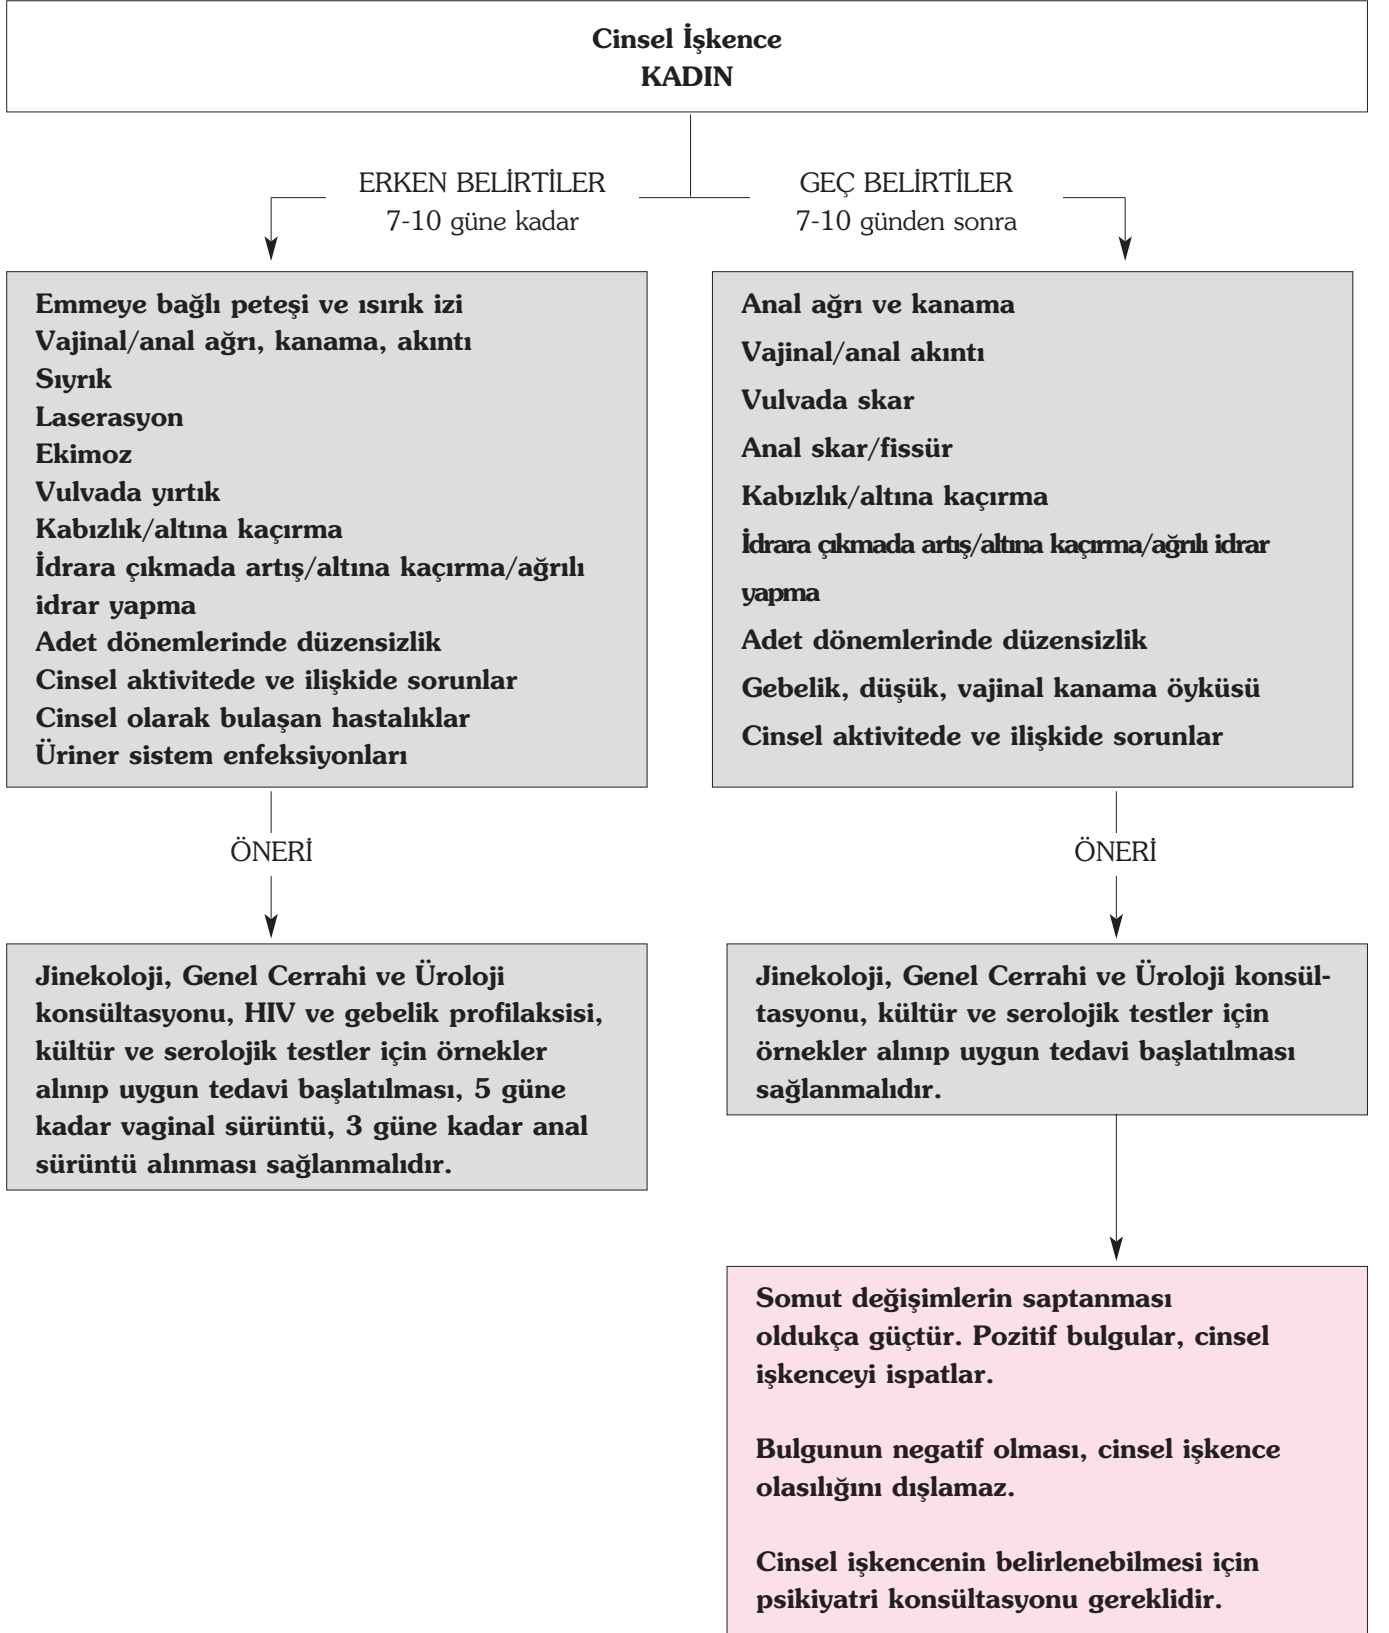 Cinsel İşkence
KADIN
ERKEN BELİRTİLER
7-10 güne kadar
GEÇ BELİRTİLER
7-10 günden sonra
Emmeye bağlı peteşi ve ısırık izi
Vajinal/anal ağrı, kanama, akıntı
Sıyrık
Laserasyon
Ekimoz
Vulvada yırtık
Kabızlık/altına kaçırma
İdrara çıkmada artış/altına kaçırma/ağrılı
idrar yapma
Adet dönemlerinde düzensizlik
Cinsel aktivitede ve ilişkide sorunlar
Cinsel olarak bulaşan hastalıklar
Üriner sistem enfeksiyonları
Anal ağrı ve kanama
Vajinal/anal akıntı
Vulvada skar
Anal skar/fissür
Kabızlık/altına kaçırma
İdrara çıkmada artış/altına kaçırma/ağrılı idrar
yapma
Adet dönemlerinde düzensizlik
Gebelik, düşük, vajinal kanama öyküsü
Cinsel aktivitede ve ilişkide sorunlar
ÖNERİ
ÖNERİ
Jinekoloji, Genel Cerrahi ve Üroloji
konsültasyonu, HIV ve gebelik profilaksisi,
kültür ve serolojik testler için örnekler
alınıp uygun tedavi başlatılması, 5 güne
kadar vaginal sürüntü, 3 güne kadar anal
sürüntü alınması sağlanmalıdır.
Jinekoloji, Genel Cerrahi ve Üroloji konsül-
tasyonu, kültür ve serolojik testler için
örnekler alınıp uygun tedavi başlatılması
sağlanmalıdır.
Somut değişimlerin saptanması
oldukça güçtür. Pozitif bulgular, cinsel
işkenceyi ispatlar.
Bulgunun negatif olması, cinsel işkence
olasılığını dışlamaz.
Cinsel işkencenin belirlenebilmesi için
psikiyatri konsültasyonu gereklidir.